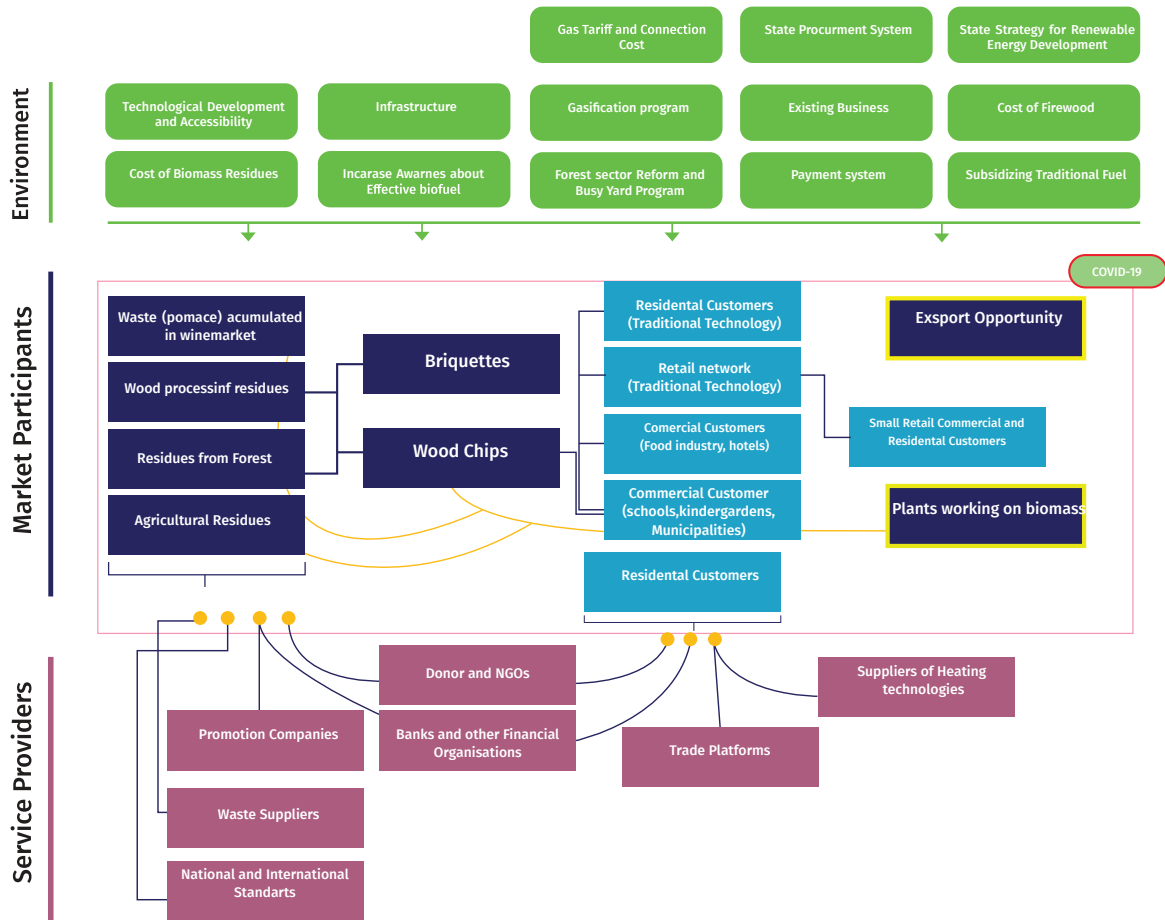 Environment
Gas Tariff and Connection
Cost
State Procurment System
State Strategy for Renewable
Energy Development
Technological Development
and Accessibility
Infrastructure
Gasification program
Existing Business
Cost of Firewood
Cost of Biomass Residues
Incarase Awarnes about
Effective biofuel
Forest sector Reform and
Busy Yard Program
Payment system
Subsidizing Traditional Fuel
Market Participants
COVID-19
Waste (pomace) acumulated
in winemarket
Wood processinf residues
Residues from Forest
Agricultural Residues
Briquettes
Wood Chips
Residental Customers
(Traditional Technology)
Retail network
(Traditional Technology)
Comercial Customers
(Food industry, hotels)
Commercial Customer
(schools,kindergardens,
Municipalities)
Residental Customers
Exsport Opportunity
Small Retail Commercial and
Residental Customers
Plants working on biomass
Service Providers
Donor and NGOs
Suppliers of Heating
technologies
Promotion Companies
Banks and other Financial
Organisations
Trade Platforms
Waste Suppliers
National and International
Standarts